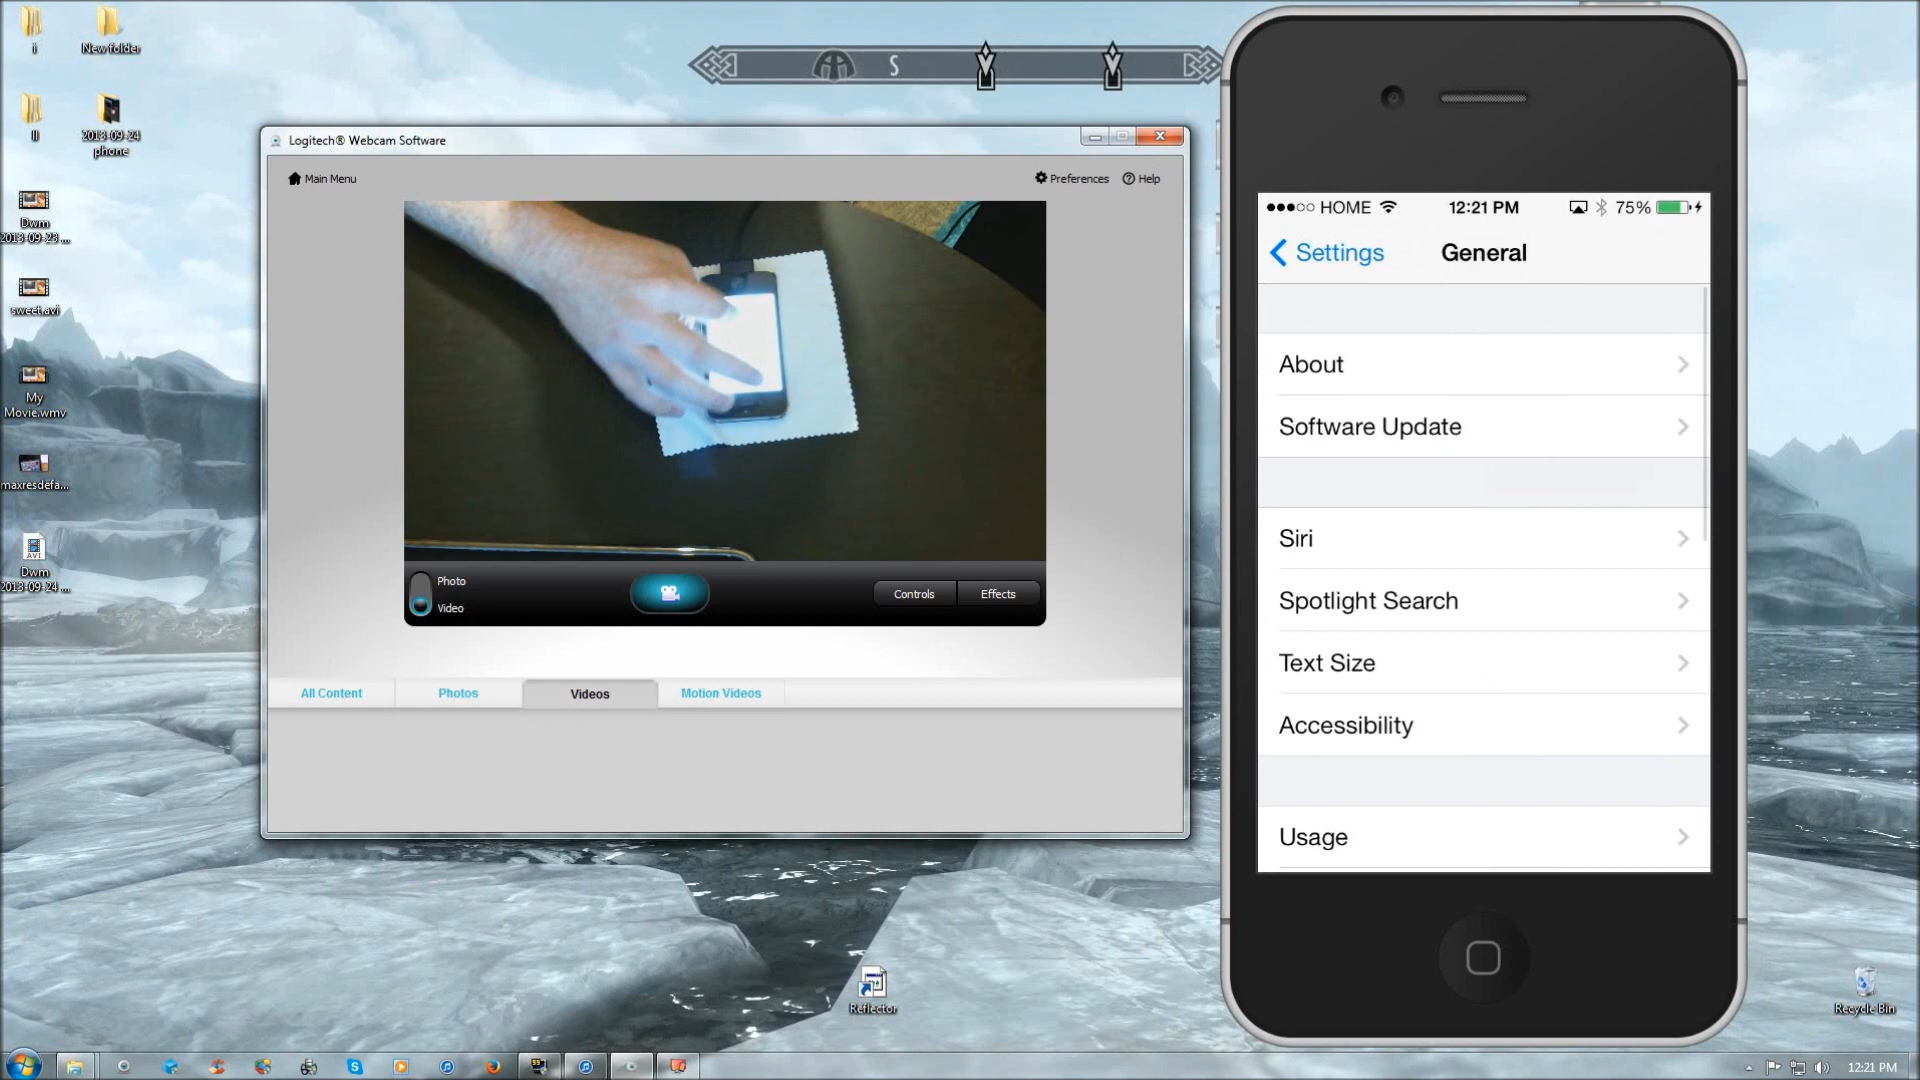 i
New folder
II
2013-09-24
phone
Dwm
2013-09-23 ...
sweet.avi
My
Movie.wmv
maxresdefa...
AVI
Dwm
2013-09-24 ...
S
Logitech® Webcam Software
Main Menu
Preferences
Help
Photo
Video
Controls
Effects
All Content
Photos
Videos
Motion Videos
HOME
12:21 PM
75%
Settings
General
About
Software Update
Siri
Spotlight Search
Text Size
Accessibility
Usage
Reflector
Recycle Bin
12:21 PM